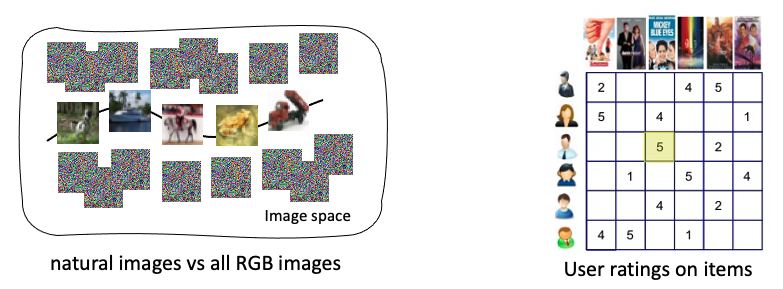 Image space
natural images vs all RGB images
MICKEY
BLUE EYES
2 4 5
5 4 1
5 2
1 5 4
4 2
4 5 1
User ratings on items